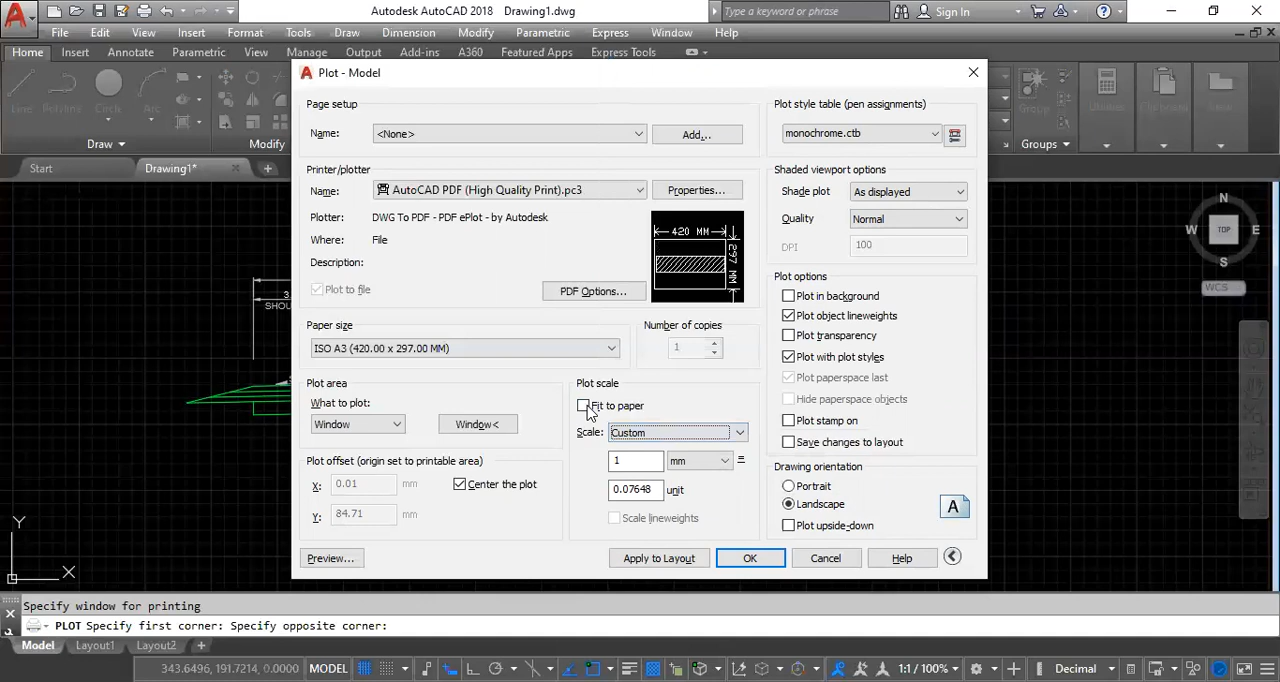 Autodesk AutoCAD 2018 Drawing1.dwg
Type a keyword or phrase
Sign In
File Edit View Insert Format Tools Draw Dimension Modify Parametric Express Window Help
Home Insert Annotate Parametric View Manage Output Add-ins A360 Featured Apps Express Tools
Line Polyline Circle Arc
Group Utilities Clipboard View
Draw Modify Groups
Start Drawing1*
Plot - Model
Page setup
Name: <None> Add...
Printer/plotter
Name: AutoCAD PDF (High Quality Print).pc3 Properties...
Plotter: DWG To PDF - PDF ePlot - by Autodesk
Where: File
Description:
Plot to file
PDF Options...
420 MM
297 MM
Paper size
ISO A3 (420.00 x 297.00 MM)
Number of copies
1
Plot area
What to plot:
Window Window<
Plot offset (origin set to printable area)
X: 0.01 mm
Center the plot
Y: 84.71 mm
Plot scale
Fit to paper
Scale: Custom
1 mm =
0.07648 unit
Scale lineweights
Plot style table (pen assignments)
monochrome.ctb
Shaded viewport options
Shade plot As displayed
Quality Normal
DPI 100
Plot options
Plot in background
Plot object lineweights
Plot transparency
Plot with plot styles
Plot paperspace last
Hide paperspace objects
Plot stamp on
Save changes to layout
Drawing orientation
Portrait
Landscape
Plot upside-down
A
Preview... Apply to Layout OK Cancel Help
N
W TOP E
S
WCS
3
SHOU
Y
X
Specify window for printing
PLOT Specify first corner: Specify opposite corner:
Model Layout1 Layout2 +
343.6496, 191.7214, 0.0000 MODEL 1:1 / 100% Decimal